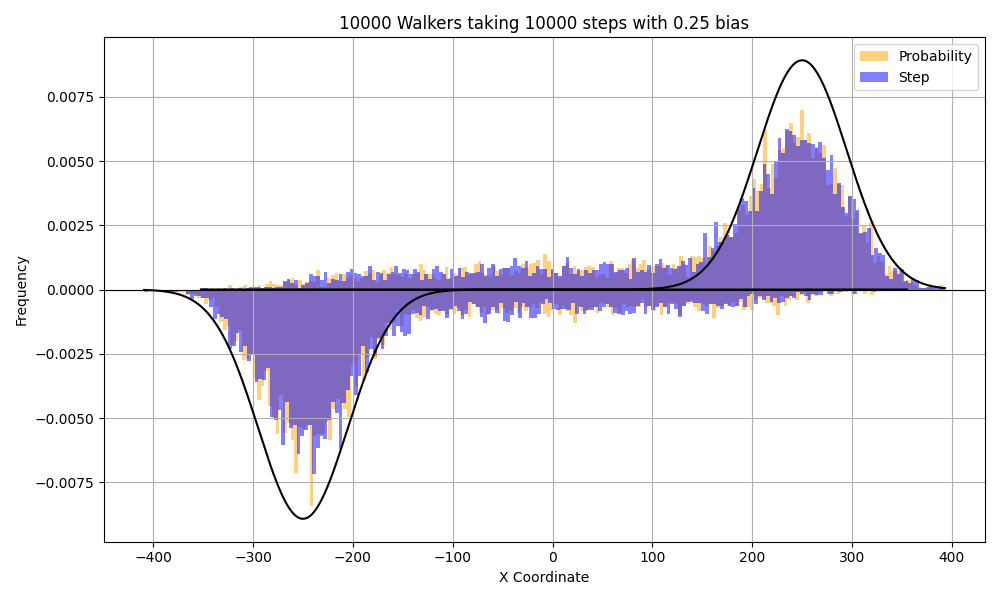 10000 Walkers taking 10000 steps with 0.25 bias
Probability
Step
Frequency
0.0075
0.0050
0.0025
0.0000
−0.0025
−0.0050
−0.0075
−400 −300 −200 −100 0 100 200 300 400
X Coordinate